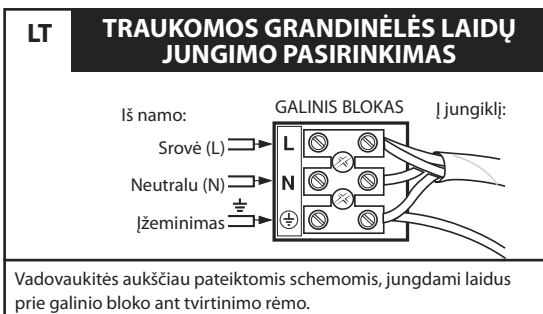 LT
TRAUKOMOS GRANDINĖLĖS LAIDŲ
JUNGIMO PASIRINKIMAS
Iš namo:
GALINIS BLOKAS
Į jungiklį:
Srovė (L)
L
Neutralu (N)
N
Įžeminimas
Vadovaukitės aukščiau pateiktomis schemomis, jungdami laidus
prie galinio bloko ant tvirtinimo rėmo.